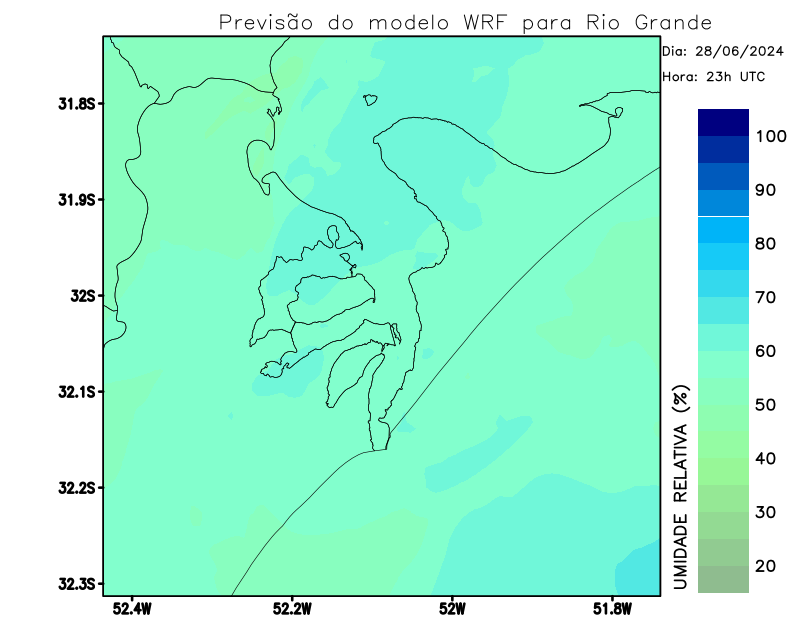 Previsão do modelo WRF para Rio Grande
Dia: 28/06/2024
Hora: 23h UTC
31.8S
31.9S
32S
32.1S
32.2S
32.3S
52.4W
52.2W
52W
51.8W
UMIDADE RELATIVA (%)
100
90
80
70
60
50
40
30
20